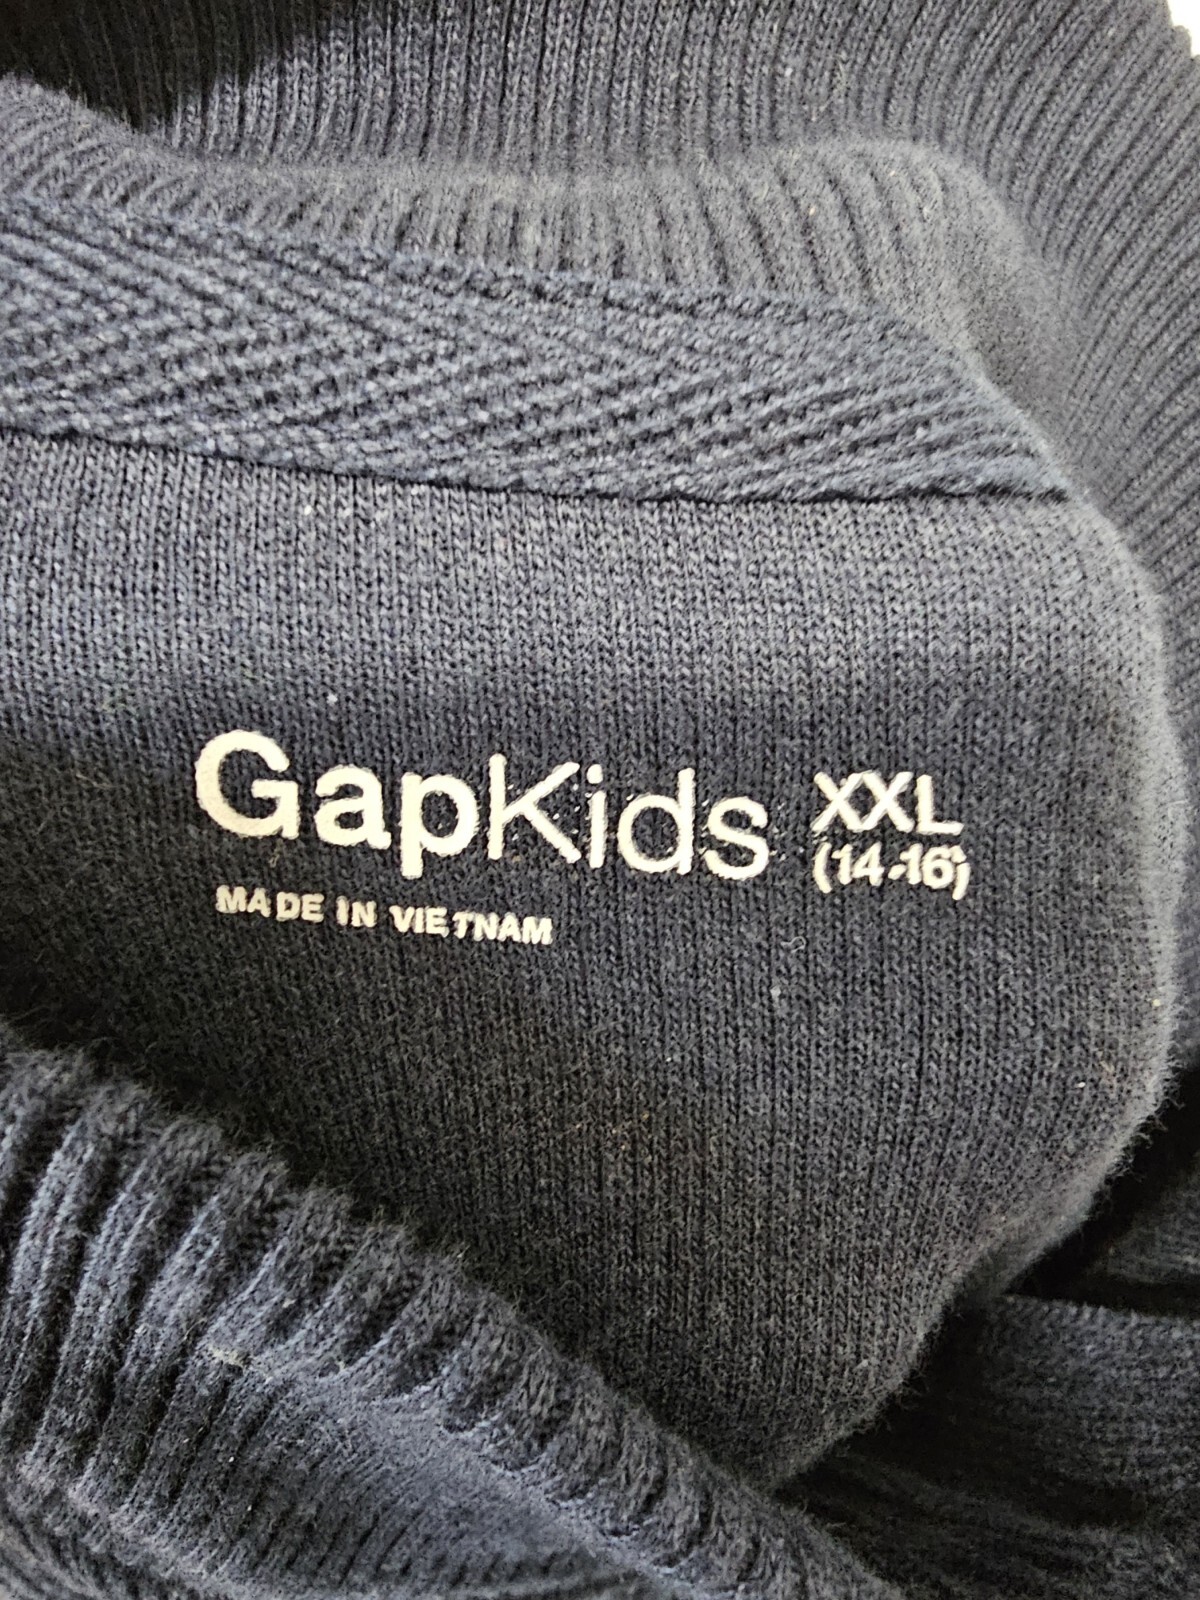 GapKids XXL
(14-16)
MADE IN VIETNAM